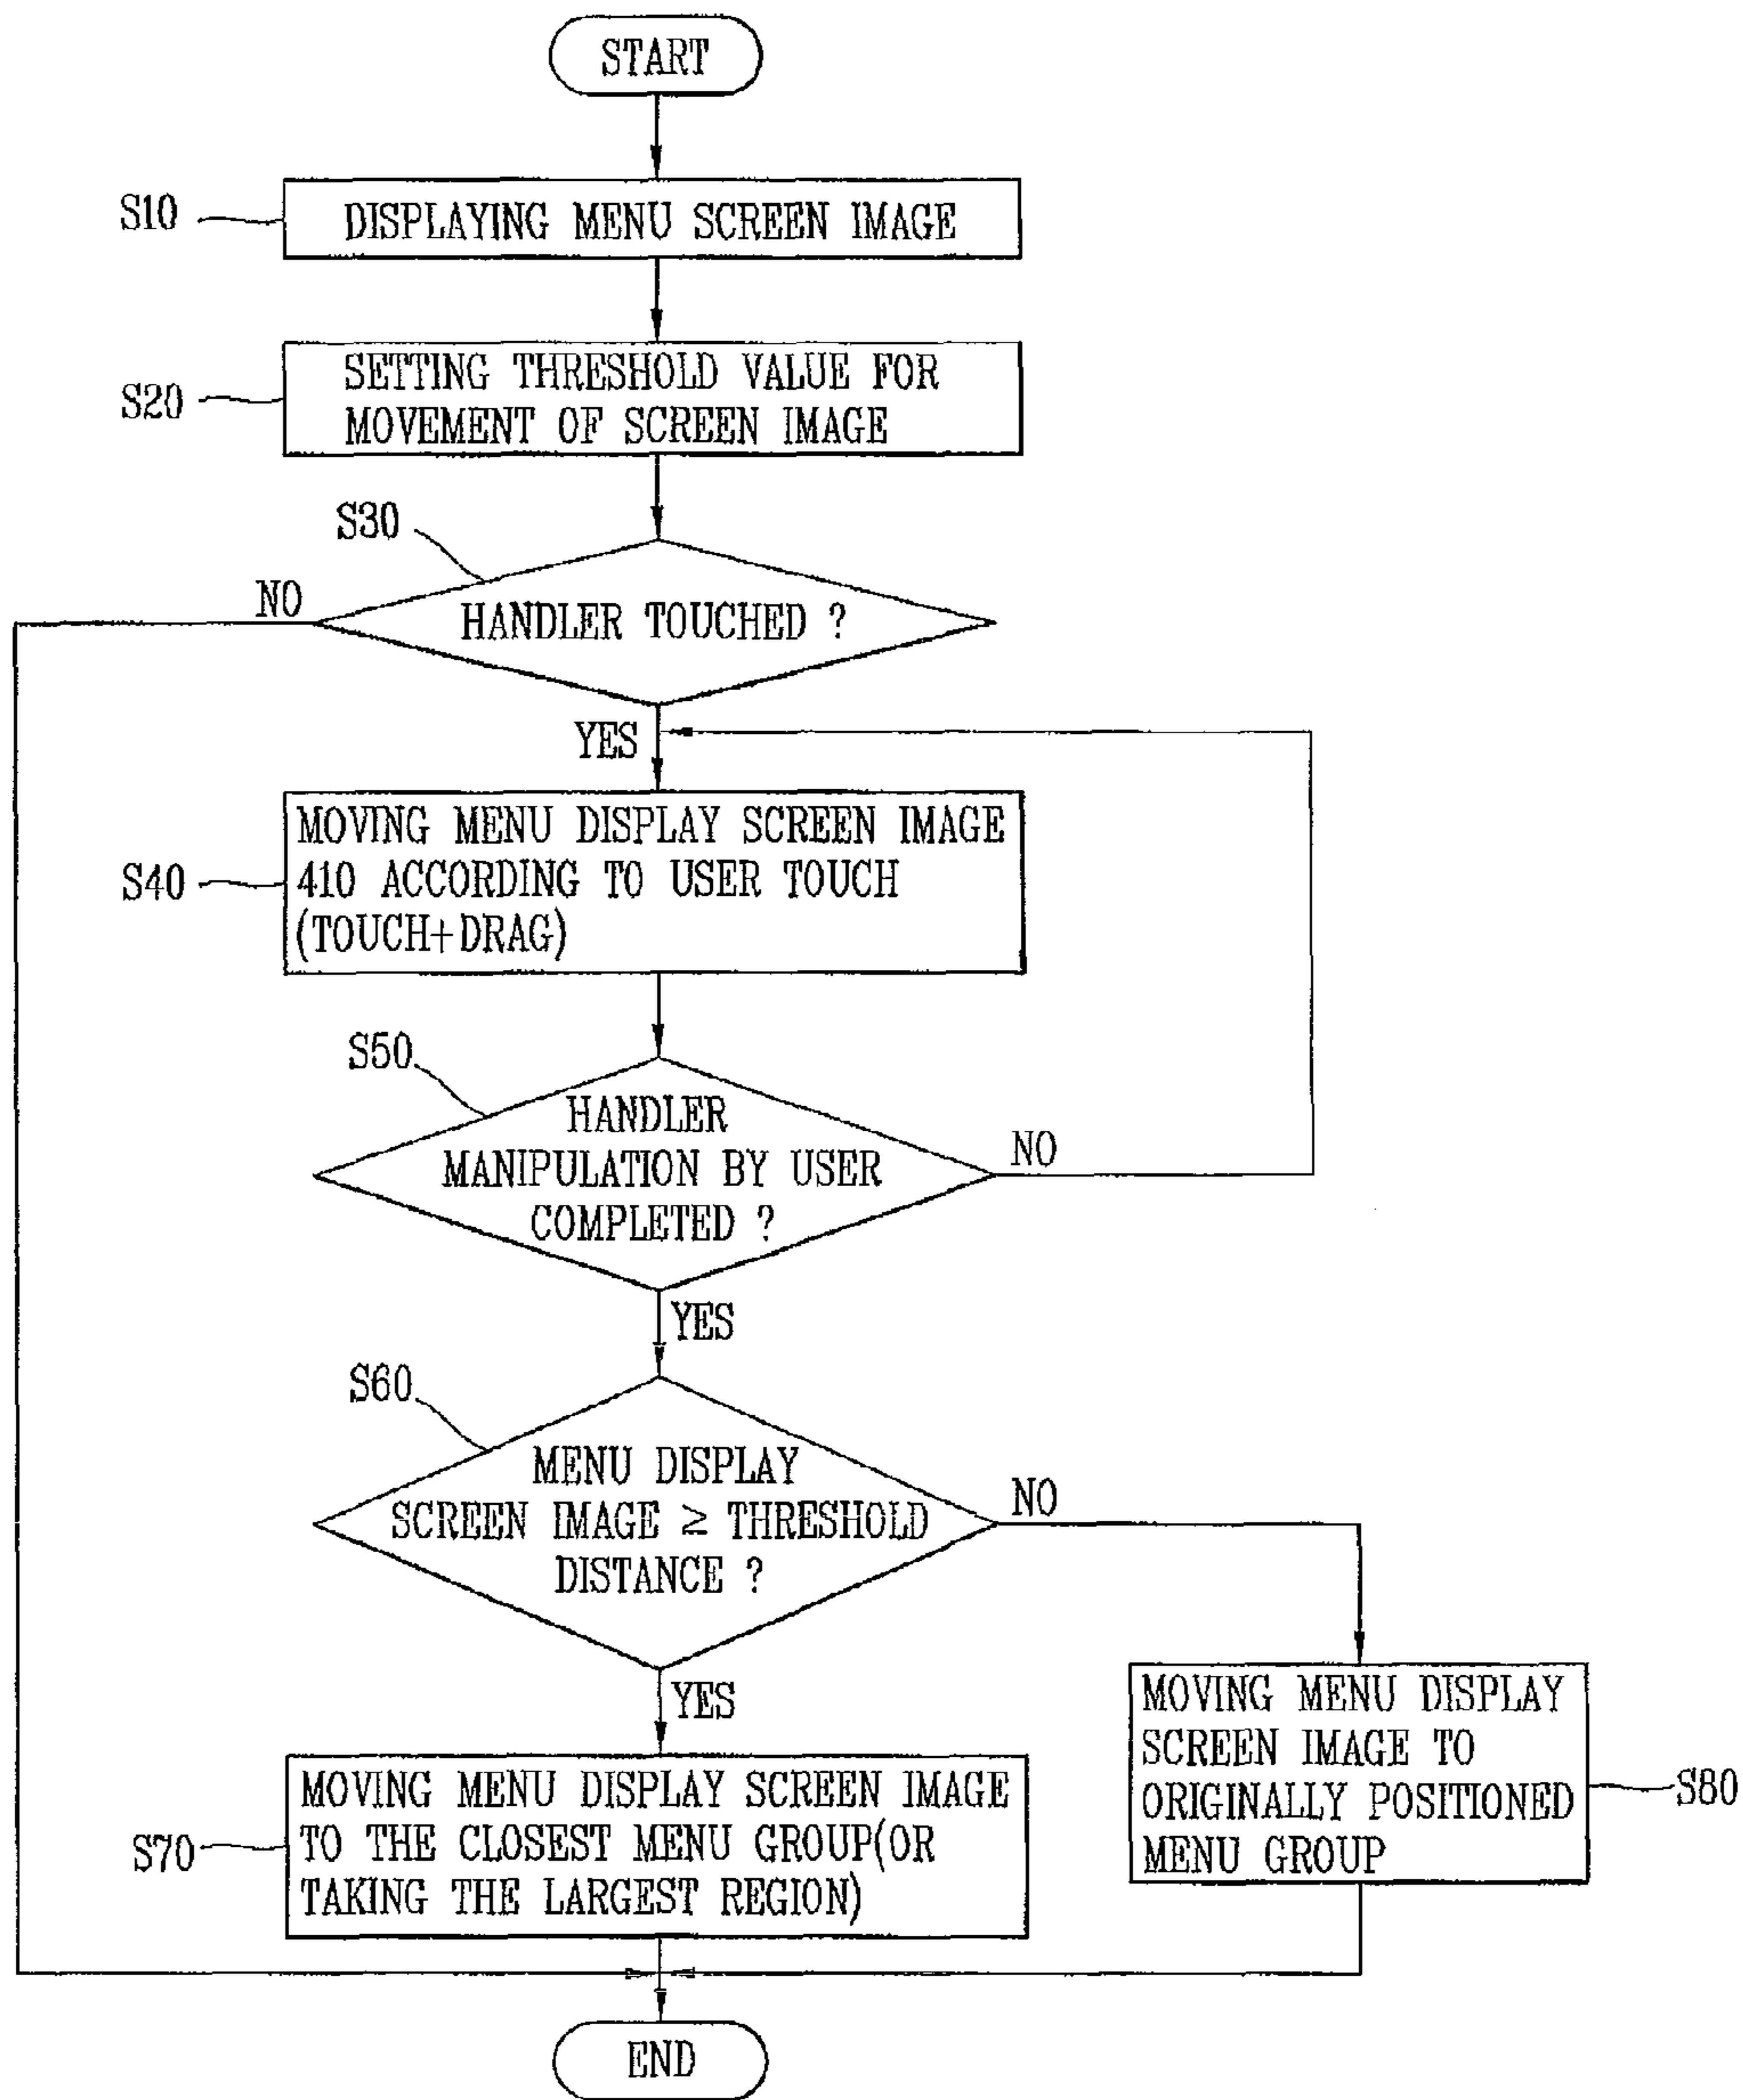 START
S10
DISPLAYING MENU SCREEN IMAGE
S20
SETTING THRESHOLD VALUE FOR
MOVEMENT OF SCREEN IMAGE
S30
NO
HANDLER TOUCHED ?
YES
S40
MOVING MENU DISPLAY SCREEN IMAGE
410 ACCORDING TO USER TOUCH
(TOUCH+DRAG)
S50
HANDLER
MANIPULATION BY USER
COMPLETED ?
NO
YES
S60
MENU DISPLAY
SCREEN IMAGE ≥ THRESHOLD
DISTANCE ?
NO
YES
S70
MOVING MENU DISPLAY SCREEN IMAGE
TO THE CLOSEST MENU GROUP(OR
TAKING THE LARGEST REGION)
MOVING MENU DISPLAY
SCREEN IMAGE TO
ORIGINALLY POSITIONED
MENU GROUP
S80
END